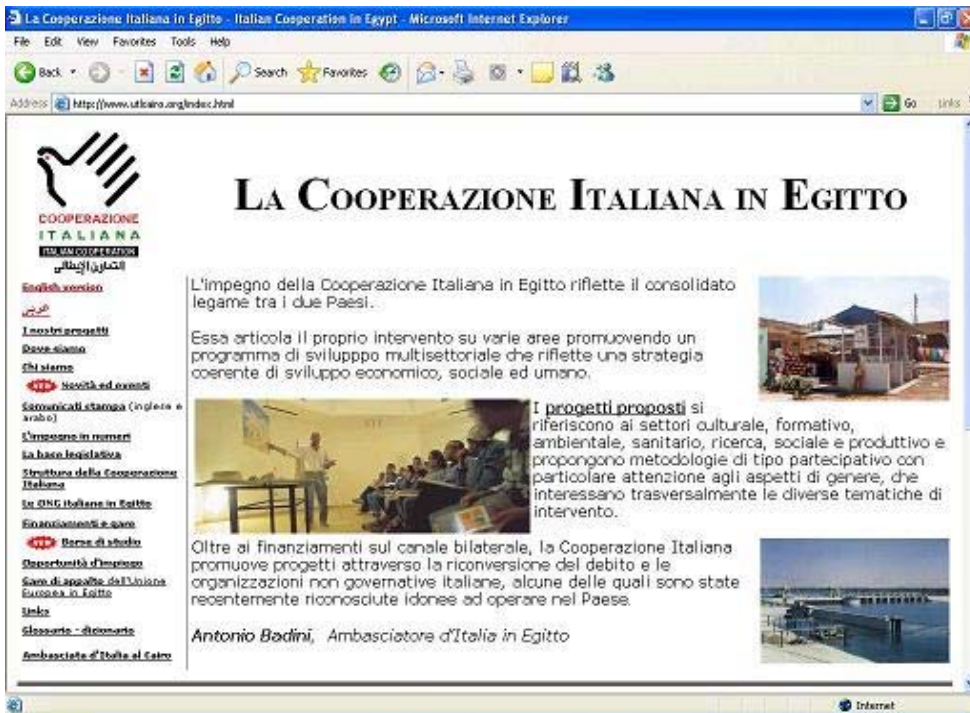 La Cooperazione Italiana in Egitto - Italian Cooperation in Egypt - Microsoft Internet Explorer
File Edit View Favorites Tools Help
Back Search Favorites
Address http://www.utlcairo.org/index.html Go Links
COOPERAZIONE
ITALIANA
ITALIAN COOPERATION
التعاون الإيطالي
LA COOPERAZIONE ITALIANA IN EGITTO
English version
عربي
I nostri progetti
Dove siamo
Chi siamo
Novità ed eventi
Comunicati stampa (inglese e
arabo)
L'impegno in numeri
La base legislativa
Struttura della Cooperazione
Italiana
Le ONG italiane in Egitto
Finanziamenti e gare
Borse di studio
Opportunità d'impiego
Gare di appalto dell'Unione
Europea in Egitto
Links
Glossario - dizionario
Ambasciata d'Italia al Cairo
L'impegno della Cooperazione Italiana in Egitto riflette il consolidato
legame tra i due Paesi.
Essa articola il proprio intervento su varie aree promuovendo un
programma di svilupppo multisettoriale che riflette una strategia
coerente di sviluppo economico, sociale ed umano.
I progetti proposti si
riferiscono ai settori culturale, formativo,
ambientale, sanitario, ricerca, sociale e produttivo e
propongono metodologie di tipo partecipativo con
particolare attenzione agli aspetti di genere, che
interessano trasversalmente le diverse tematiche di
intervento.
Oltre ai finanziamenti sul canale bilaterale, la Cooperazione Italiana
promuove progetti attraverso la riconversione del debito e le
organizzazioni non governative italiane, alcune delle quali sono state
recentemente riconosciute idonee ad operare nel Paese.
Antonio Badini, Ambasciatore d'Italia in Egitto
Internet